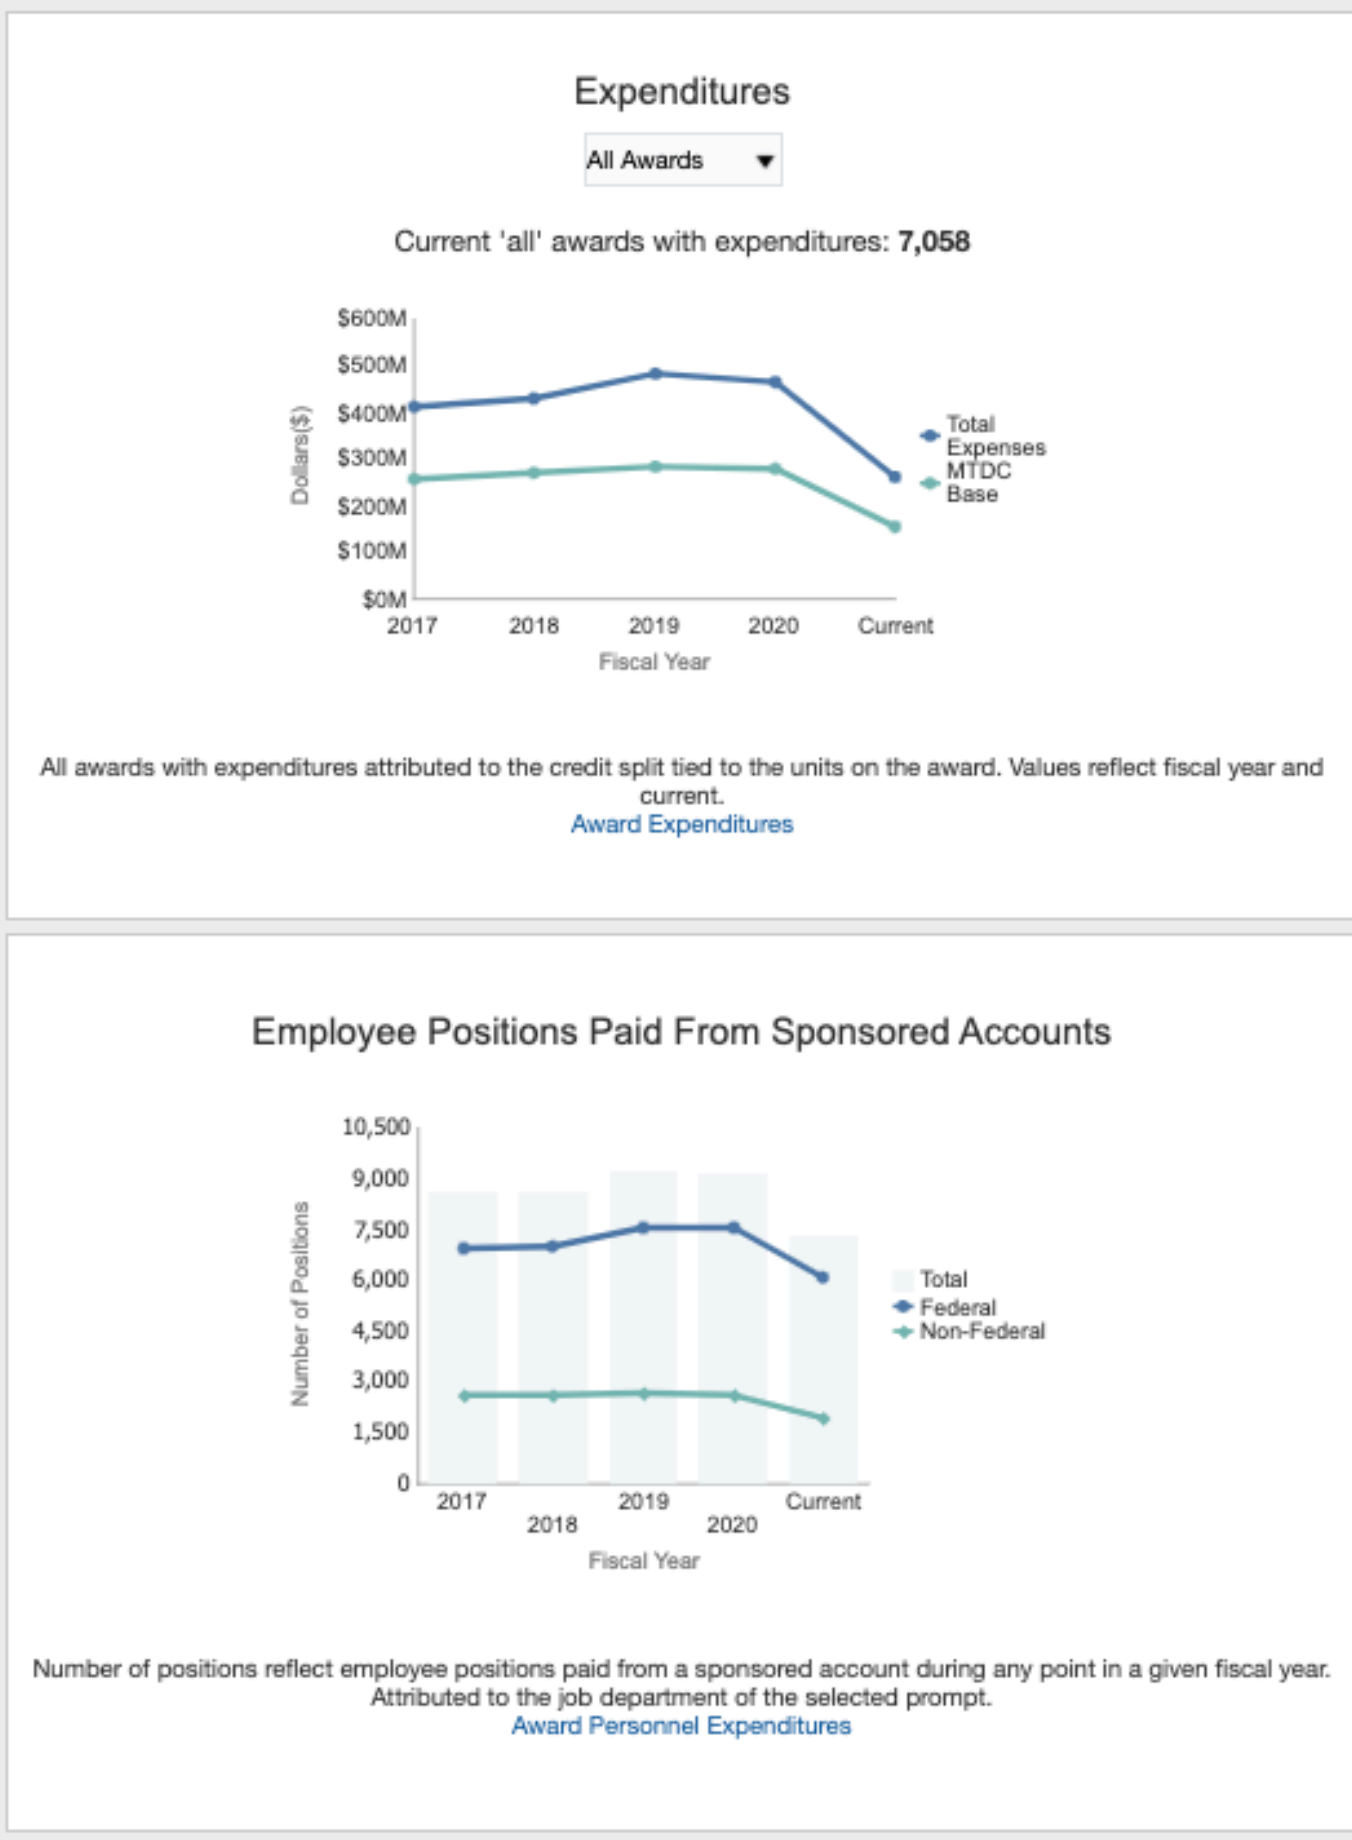 Expenditures
All Awards
Current 'all' awards with expenditures: 7,058
$600M
$500M
$400M
$300M
$200M
$100M
$0M
Dollars($)
2017 2018 2019 2020 Current
Fiscal Year
Total
Expenses
MTDC
Base
All awards with expenditures attributed to the credit split tied to the units on the award. Values reflect fiscal year and
current.
Award Expenditures
Employee Positions Paid From Sponsored Accounts
10,500
9,000
7,500
6,000
4,500
3,000
1,500
0
Number of Positions
2017 2019 Current
2018 2020
Fiscal Year
Total
Federal
Non-Federal
Number of positions reflect employee positions paid from a sponsored account during any point in a given fiscal year.
Attributed to the job department of the selected prompt.
Award Personnel Expenditures